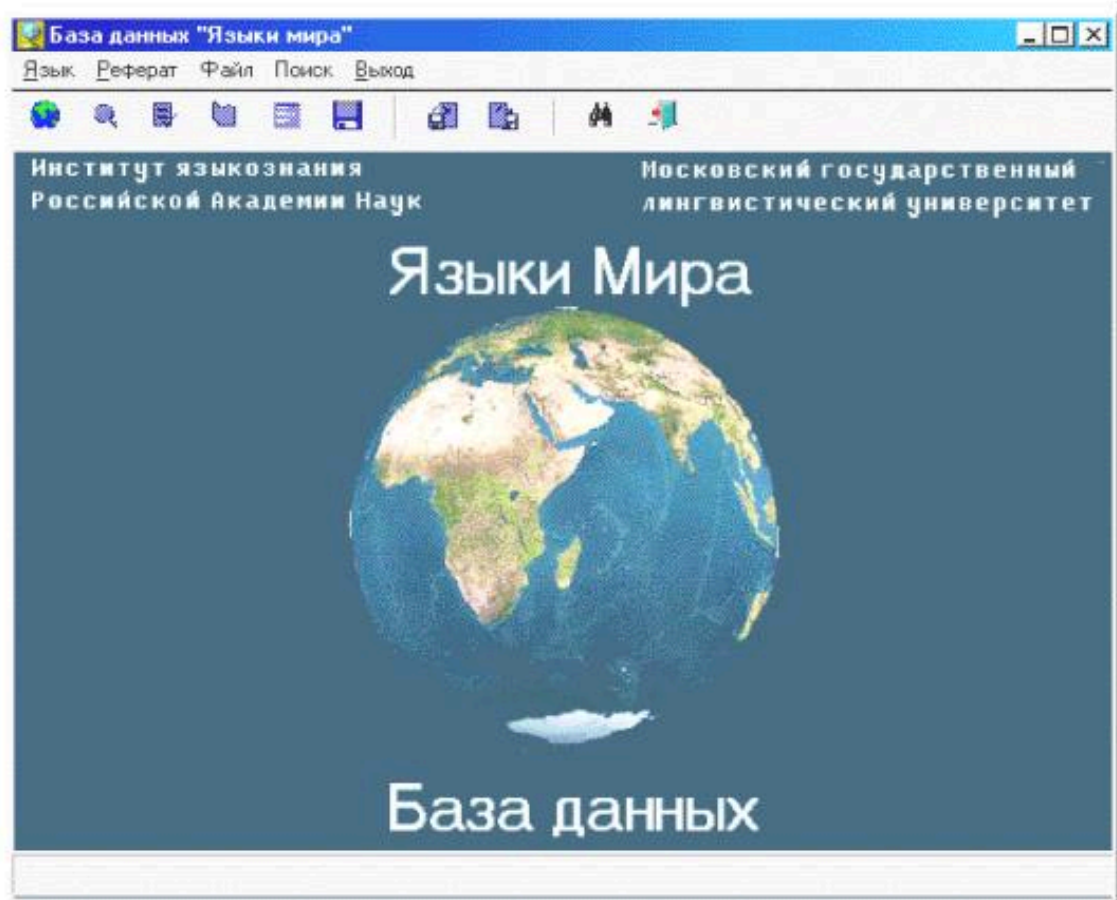 База данных "Языки мира"
Язык Реферат Файл Поиск Выход
Институт языкознания
Российской Академии Наук
Московский государственный
лингвистический университет
Языки Мира
База данных